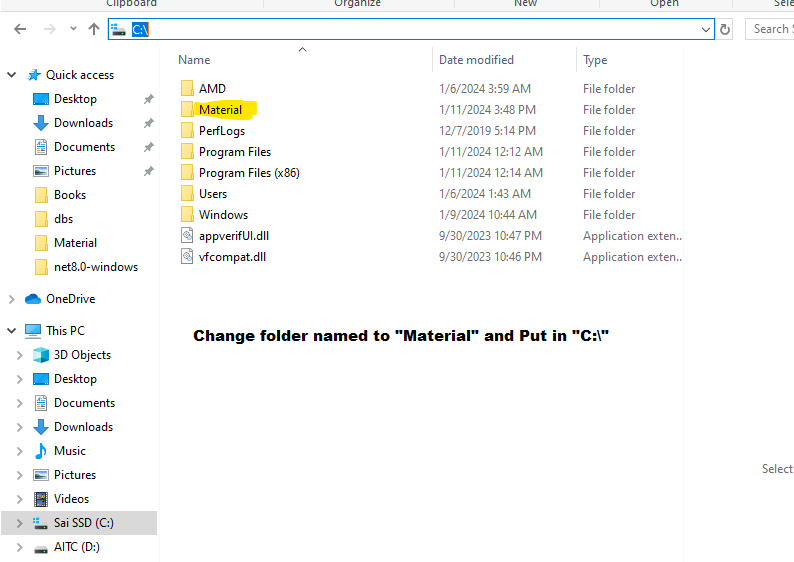 Clipboard Organize New Open Sele
C:\ Search S
Name Date modified Type
Quick access
Desktop
Downloads
Documents
Pictures
Books
dbs
Material
net8.0-windows
OneDrive
This PC
3D Objects
Desktop
Documents
Downloads
Music
Pictures
Videos
Sai SSD (C:)
AITC (D:)
AMD 1/6/2024 3:59 AM File folder
Material 1/11/2024 3:48 PM File folder
PerfLogs 12/7/2019 5:14 PM File folder
Program Files 1/11/2024 12:12 AM File folder
Program Files (x86) 1/11/2024 12:14 AM File folder
Users 1/6/2024 1:43 AM File folder
Windows 1/9/2024 10:44 AM File folder
appverifUI.dll 9/30/2023 10:47 PM Application exten..
vfcompat.dll 9/30/2023 10:46 PM Application exten..
Change folder named to "Material" and Put in "C:\"
Select